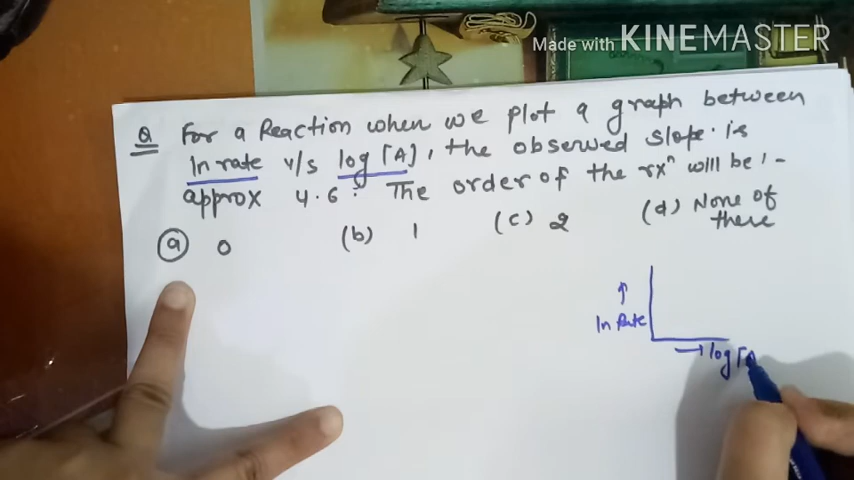 Made with KINEMASTER
Q For a Reaction when we plot a graph between
ln rate v/s log [A], the observed slope is
approx 4.6. The order of the rxⁿ will be :-
(a) 0 (b) 1 (c) 2 (d) None of
these
↑
ln Rate
→ log [A